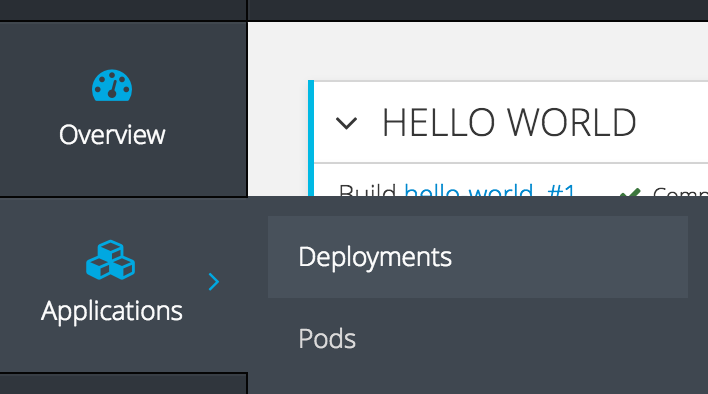 Overview
HELLO WORLD
Build hello world, #1
Applications
Deployments
Pods